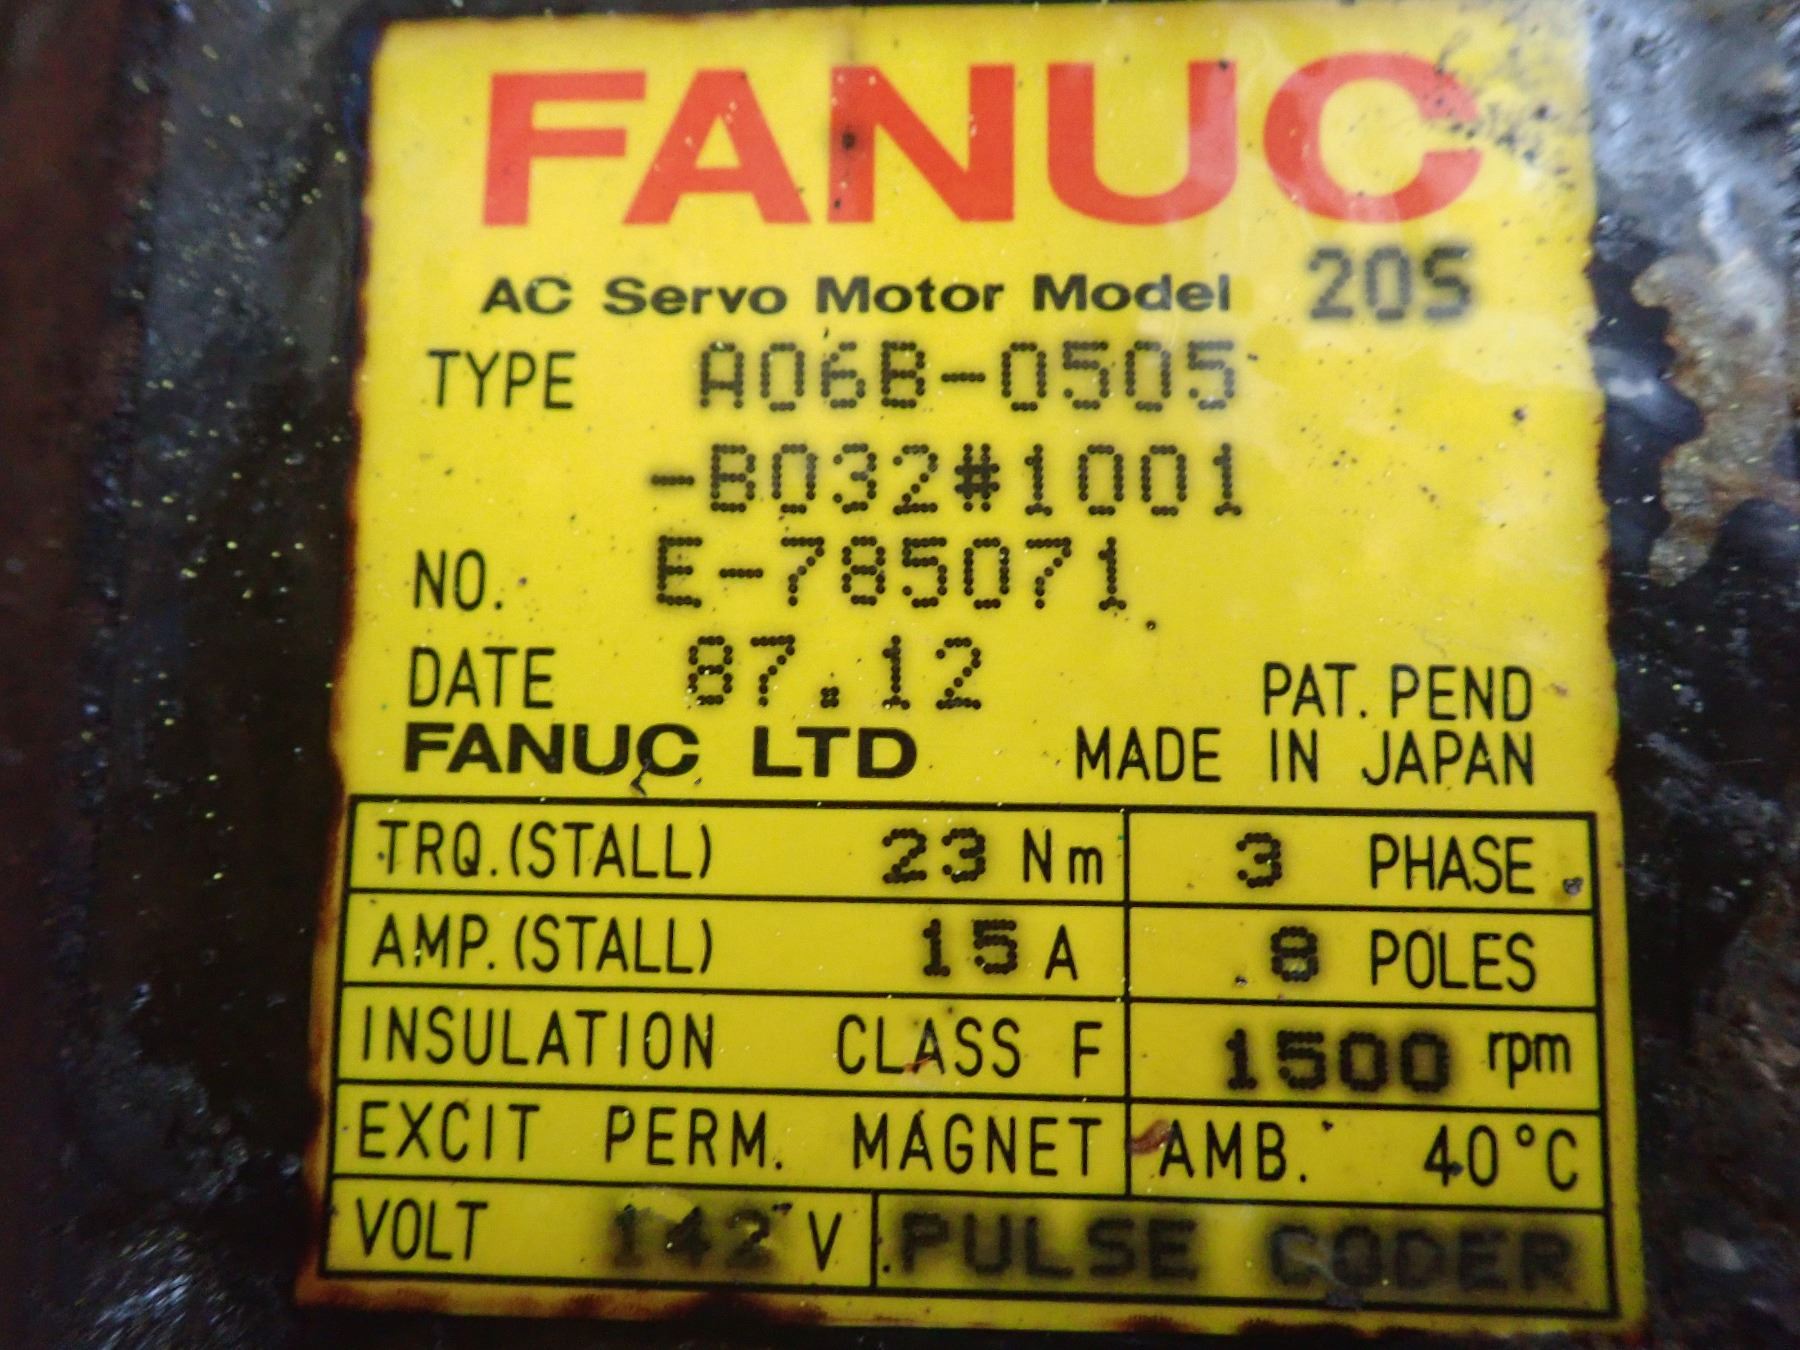 FANUC
AC Servo Motor Model 20S
TYPE A06B-0505
-B032#1001
NO. E-785071
DATE 87.12
PAT. PEND
FANUC LTD MADE IN JAPAN
TRQ.(STALL) 23 Nm 3 PHASE
AMP.(STALL) 15 A 8 POLES
INSULATION CLASS F 1500 rpm
EXCIT PERM. MAGNET AMB. 40°C
VOLT 142 V PULSE CODER